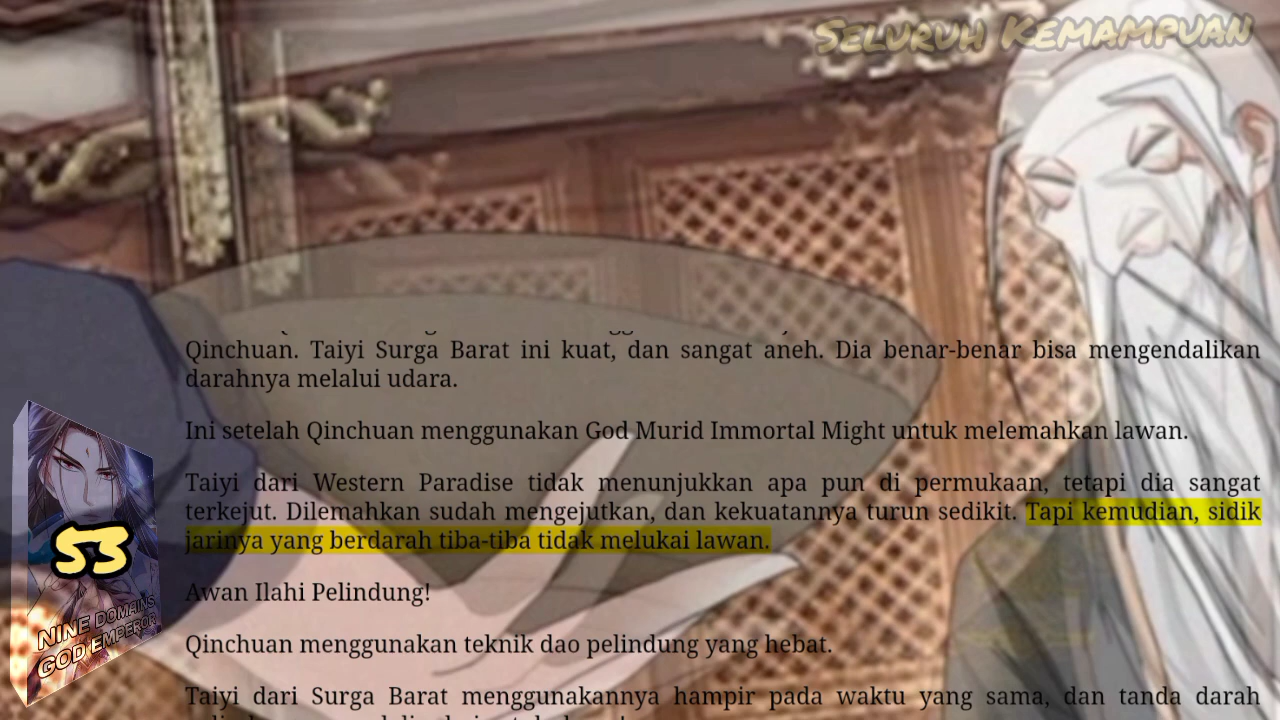 Seluruh Kemampuan
Qinchuan. Taiyi Surga Barat ini kuat, dan sangat aneh. Dia benar-benar bisa mengendalikan
darahnya melalui udara.
Ini setelah Qinchuan menggunakan God Murid Immortal Might untuk melemahkan lawan.
Taiyi dari Western Paradise tidak menunjukkan apa pun di permukaan, tetapi dia sangat
terkejut. Dilemahkan sudah mengejutkan, dan kekuatannya turun sedikit. Tapi kemudian, sidik
jarinya yang berdarah tiba-tiba tidak melukai lawan.
Awan Ilahi Pelindung!
Qinchuan menggunakan teknik dao pelindung yang hebat.
Taiyi dari Surga Barat menggunakannya hampir pada waktu yang sama, dan tanda darah
53
NINE DOMAINS
GOD EMPEROR